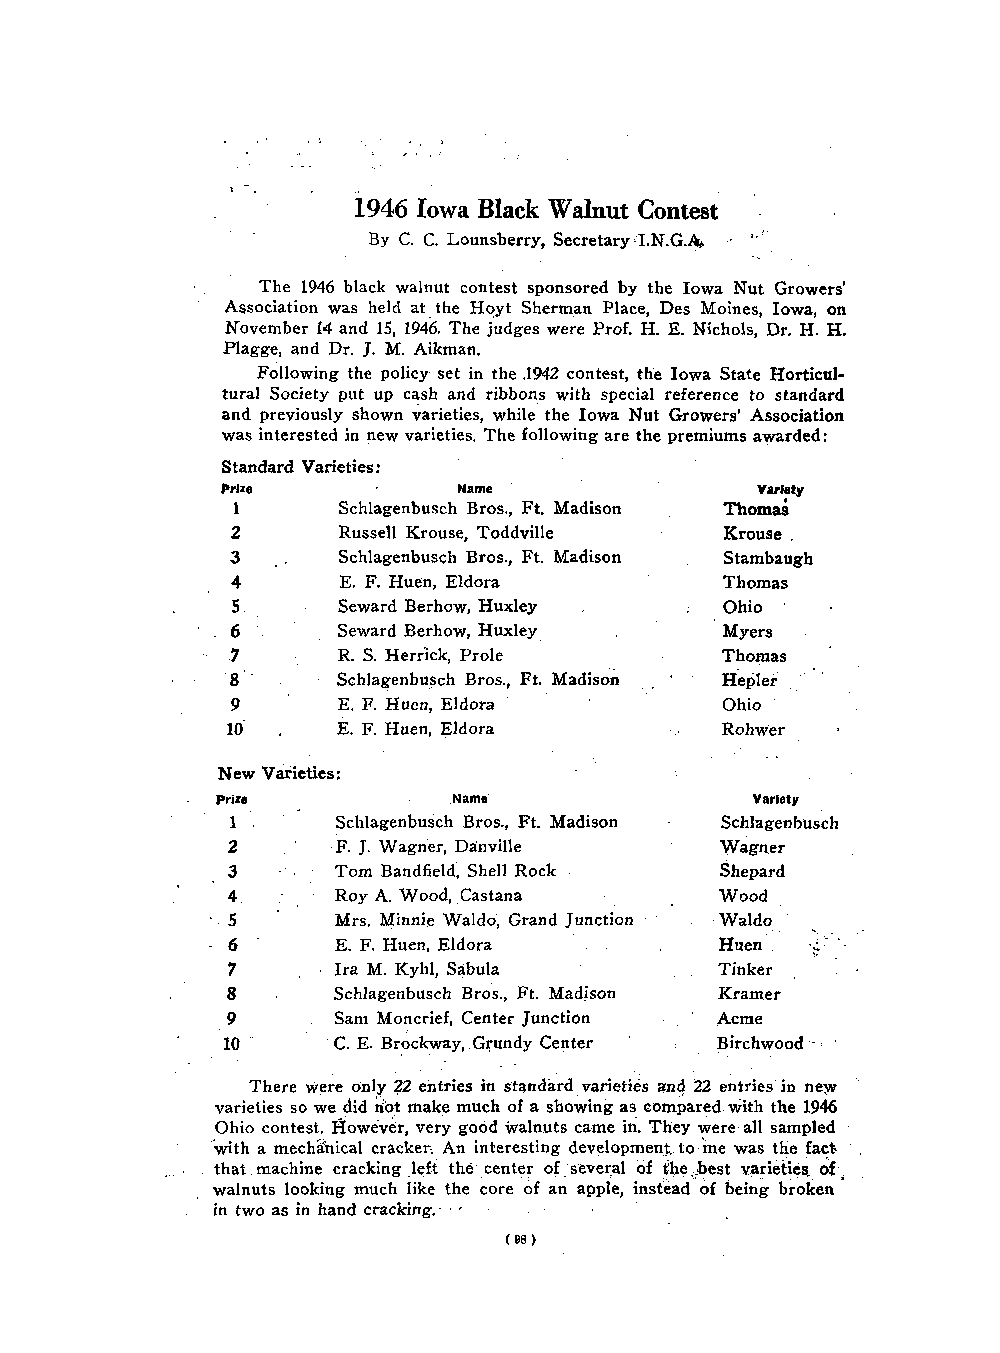 1946 Iowa Black Walnut Contest
By C. C. Lounsberry, Secretary I.N.G.A.
The 1946 black walnut contest sponsored by the Iowa Nut Growers'
Association was held at the Hoyt Sherman Place, Des Moines, Iowa, on
November 14 and 15, 1946. The judges were Prof. H. E. Nichols, Dr. H. H.
Plagge, and Dr. J. M. Aikman.
Following the policy set in the 1942 contest, the Iowa State Horticul-
tural Society put up cash and ribbons with special reference to standard
and previously shown varieties, while the Iowa Nut Growers' Association
was interested in new varieties. The following are the premiums awarded:
Standard Varieties:
Prize Name Variety
1 Schlagenbusch Bros., Ft. Madison Thomas
2 Russell Krouse, Toddville Krouse
3 Schlagenbusch Bros., Ft. Madison Stambaugh
4 E. F. Huen, Eldora Thomas
5 Seward Berhow, Huxley Ohio
6 Seward Berhow, Huxley Myers
7 R. S. Herrick, Prole Thomas
8 Schlagenbusch Bros., Ft. Madison Hepler
9 E. F. Huen, Eldora Ohio
10 E. F. Huen, Eldora Rohwer
New Varieties:
Prize Name Variety
1 Schlagenbusch Bros., Ft. Madison Schlagenbusch
2 F. J. Wagner, Danville Wagner
3 Tom Bandfield, Shell Rock Shepard
4 Roy A. Wood, Castana Wood
5 Mrs. Minnie Waldo, Grand Junction Waldo
6 E. F. Huen, Eldora Huen
7 Ira M. Kyhl, Sabula Tinker
8 Schlagenbusch Bros., Ft. Madison Kramer
9 Sam Moncrief, Center Junction Acme
10 C. E. Brockway, Grundy Center Birchwood
There were only 22 entries in standard varieties and 22 entries in new
varieties so we did not make much of a showing as compared with the 1946
Ohio contest. However, very good walnuts came in. They were all sampled
with a mechanical cracker. An interesting development to me was the fact
that machine cracking left the center of several of the best varieties of
walnuts looking much like the core of an apple, instead of being broken
in two as in hand cracking.
(98)